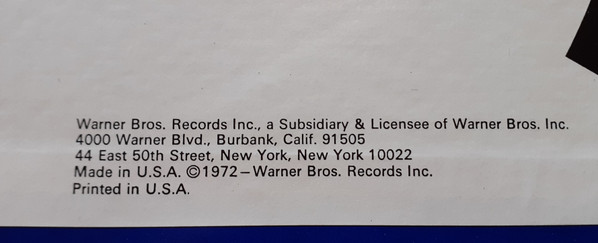 Warner Bros. Records Inc., a Subsidiary & Licensee of Warner Bros. Inc.
4000 Warner Blvd., Burbank, Calif. 91505
44 East 50th Street, New York, New York 10022
Made in U.S.A. ©1972—Warner Bros. Records Inc.
Printed in U.S.A.